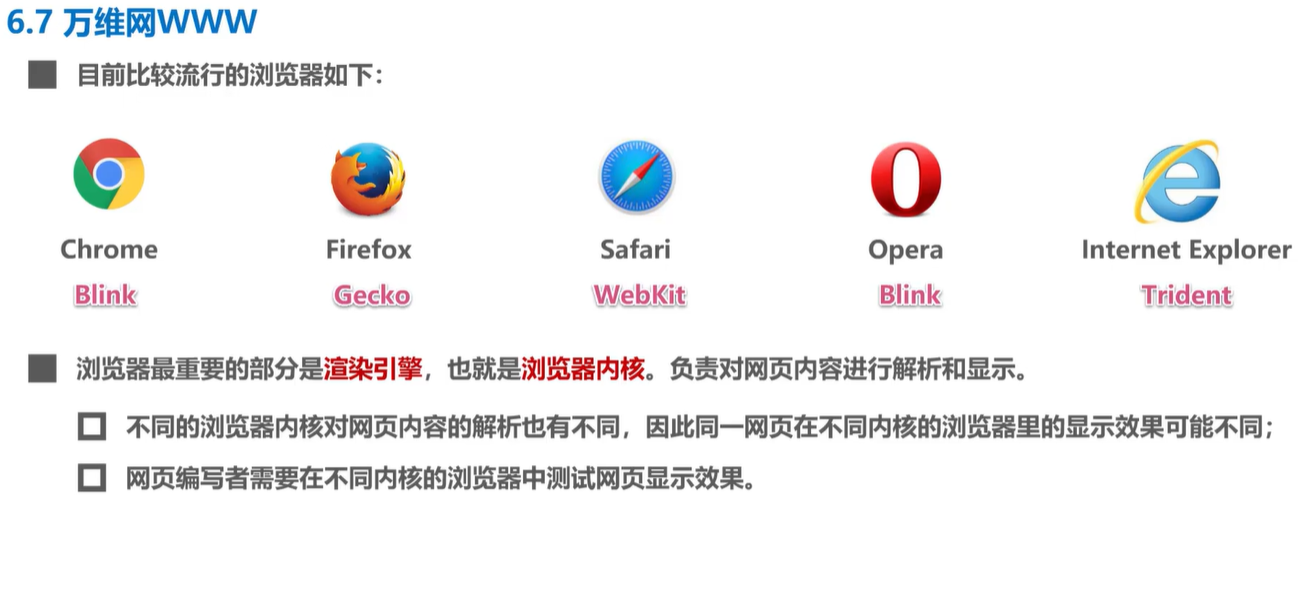 6.7 万维网WWW
目前比较流行的浏览器如下：
Chrome Firefox Safari Opera Internet Explorer
Blink Gecko WebKit Blink Trident
浏览器最重要的部分是渲染引擎，也就是浏览器内核。负责对网页内容进行解析和显示。
不同的浏览器内核对网页内容的解析也有不同，因此同一网页在不同内核的浏览器里的显示效果可能不同；
网页编写者需要在不同内核的浏览器中测试网页显示效果。